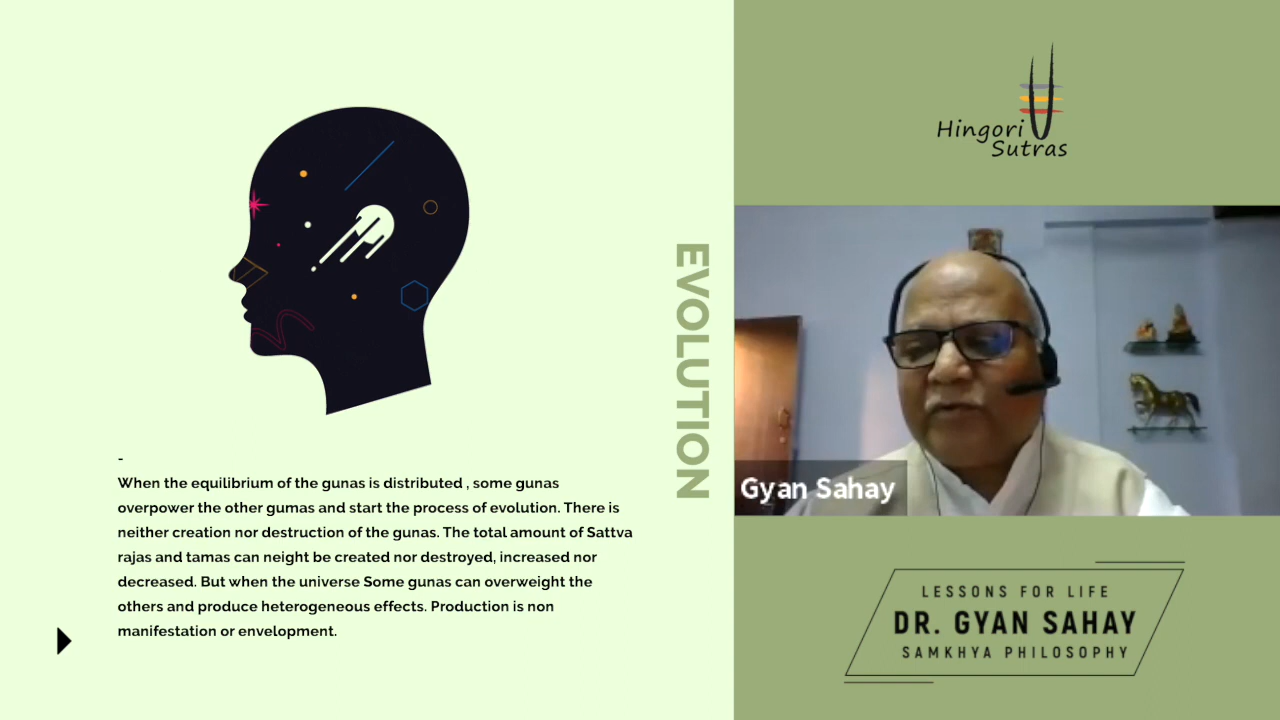 -
When the equilibrium of the gunas is distributed , some gunas
overpower the other gumas and start the process of evolution. There is
neither creation nor destruction of the gunas. The total amount of Sattva
rajas and tamas can neight be created nor destroyed, increased nor
decreased. But when the universe Some gunas can overweight the
others and produce heterogeneous effects. Production is non
manifestation or envelopment.
EVOLUTION
Hingori
Sutras
Gyan Sahay
LESSONS FOR LIFE
DR. GYAN SAHAY
SAMKHYA PHILOSOPHY